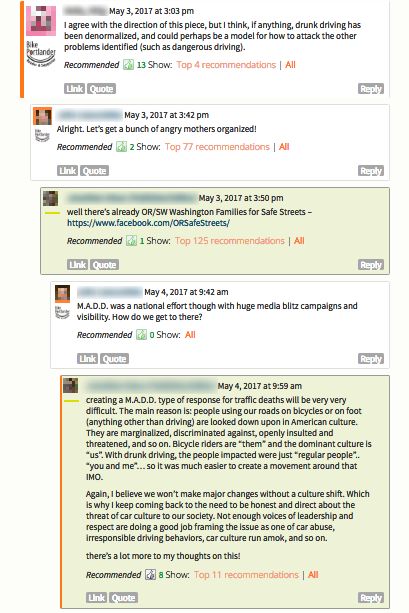 May 3, 2017 at 3:03 pm
I agree with the direction of this piece, but I think, if anything, drunk driving has
been denormalized, and could perhaps be a model for how to attack the other
problems identified (such as dangerous driving).
Recommended 13 Show: Top 4 recommendations | All
Bike
Portlander
Link Quote Reply
May 3, 2017 at 3:42 pm
Alright. Let's get a bunch of angry mothers organized!
Recommended 2 Show: Top 77 recommendations | All
Bike
Portlander
Link Quote Reply
May 3, 2017 at 3:50 pm
well there's already OR/SW Washington Families for Safe Streets –
https://www.facebook.com/ORSafeStreets/
Recommended 1 Show: Top 125 recommendations | All
Link Quote Reply
May 4, 2017 at 9:42 am
M.A.D.D. was a national effort though with huge media blitz campaigns and
visibility. How do we get to there?
Recommended 0 Show: All
Bike
Portlander
Link Quote Reply
May 4, 2017 at 9:59 am
creating a M.A.D.D. type of response for traffic deaths will be very very
difficult. The main reason is: people using our roads on bicycles or on foot
(anything other than driving) are looked down upon in American culture.
They are marginalized, discriminated against, openly insulted and
threatened, and so on. Bicycle riders are "them" and the dominant culture is
"us". With drunk driving, the people impacted were just "regular people"..
"you and me"... so it was much easier to create a movement around that
IMO.
Again, I believe we won't make major changes without a culture shift. Which
is why I keep coming back to the need to be honest and direct about the
threat of car culture to our society. Not enough voices of leadership and
respect are doing a good job framing the issue as one of car abuse,
irresponsible driving behaviors, car culture run amok, and so on.
there's a lot more to my thoughts on this!
Recommended 8 Show: Top 11 recommendations | All
Link Quote Reply